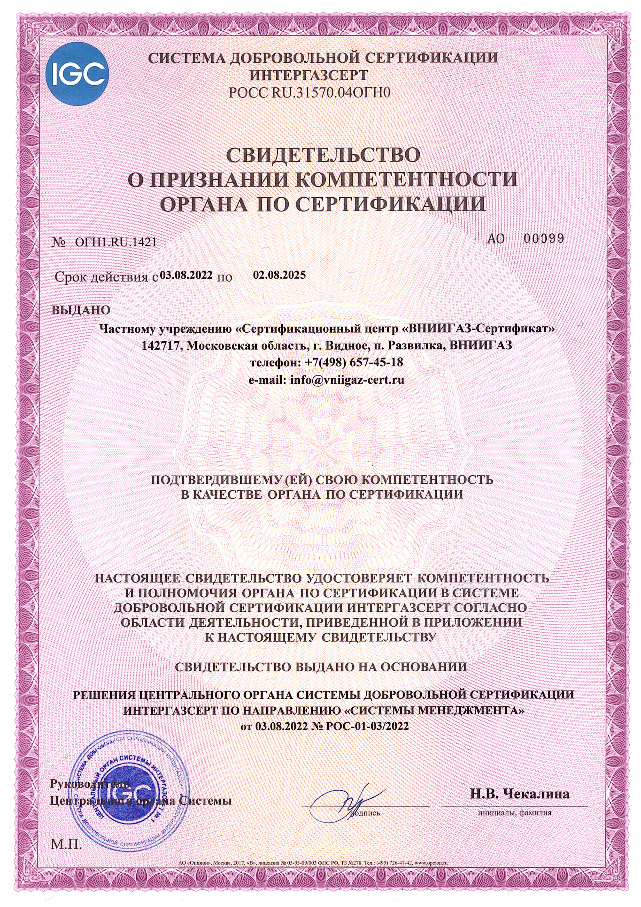 IGC
СИСТЕМА ДОБРОВОЛЬНОЙ СЕРТИФИКАЦИИ
ИНТЕРГАЗСЕРТ
РОСС RU.31570.04ОГН0
СВИДЕТЕЛЬСТВО
О ПРИЗНАНИИ КОМПЕТЕНТНОСТИ
ОРГАНА ПО СЕРТИФИКАЦИИ
№ ОГН1.RU.1421
АО 00099
Срок действия с 03.08.2022 по 02.08.2025
ВЫДАНО
Частному учреждению «Сертификационный центр «ВНИИГАЗ-Сертификат»
142717, Московская область, г. Видное, п. Развилка, ВНИИГАЗ
телефон: +7(498) 657-45-18
e-mail: info@vniigaz-cert.ru
ПОДТВЕРДИВШЕМУ (ЕЙ) СВОЮ КОМПЕТЕНТНОСТЬ
В КАЧЕСТВЕ ОРГАНА ПО СЕРТИФИКАЦИИ
НАСТОЯЩЕЕ СВИДЕТЕЛЬСТВО УДОСТОВЕРЯЕТ КОМПЕТЕНТНОСТЬ
И ПОЛНОМОЧИЯ ОРГАНА ПО СЕРТИФИКАЦИИ В СИСТЕМЕ
ДОБРОВОЛЬНОЙ СЕРТИФИКАЦИИ ИНТЕРГАЗСЕРТ СОГЛАСНО
ОБЛАСТИ ДЕЯТЕЛЬНОСТИ, ПРИВЕДЕННОЙ В ПРИЛОЖЕНИИ
К НАСТОЯЩЕМУ СВИДЕТЕЛЬСТВУ
СВИДЕТЕЛЬСТВО ВЫДАНО НА ОСНОВАНИИ
РЕШЕНИЯ ЦЕНТРАЛЬНОГО ОРГАНА СИСТЕМЫ ДОБРОВОЛЬНОЙ СЕРТИФИКАЦИИ
ИНТЕРГАЗСЕРТ ПО НАПРАВЛЕНИЮ «СИСТЕМЫ МЕНЕДЖМЕНТА»
от 03.08.2022 № РОС-01-03/2022
Руководитель
Центрального органа Системы
IGC
подпись
Н.В. Чекалина
инициалы, фамилия
М.П.
АО «Опцион», Москва, 2017